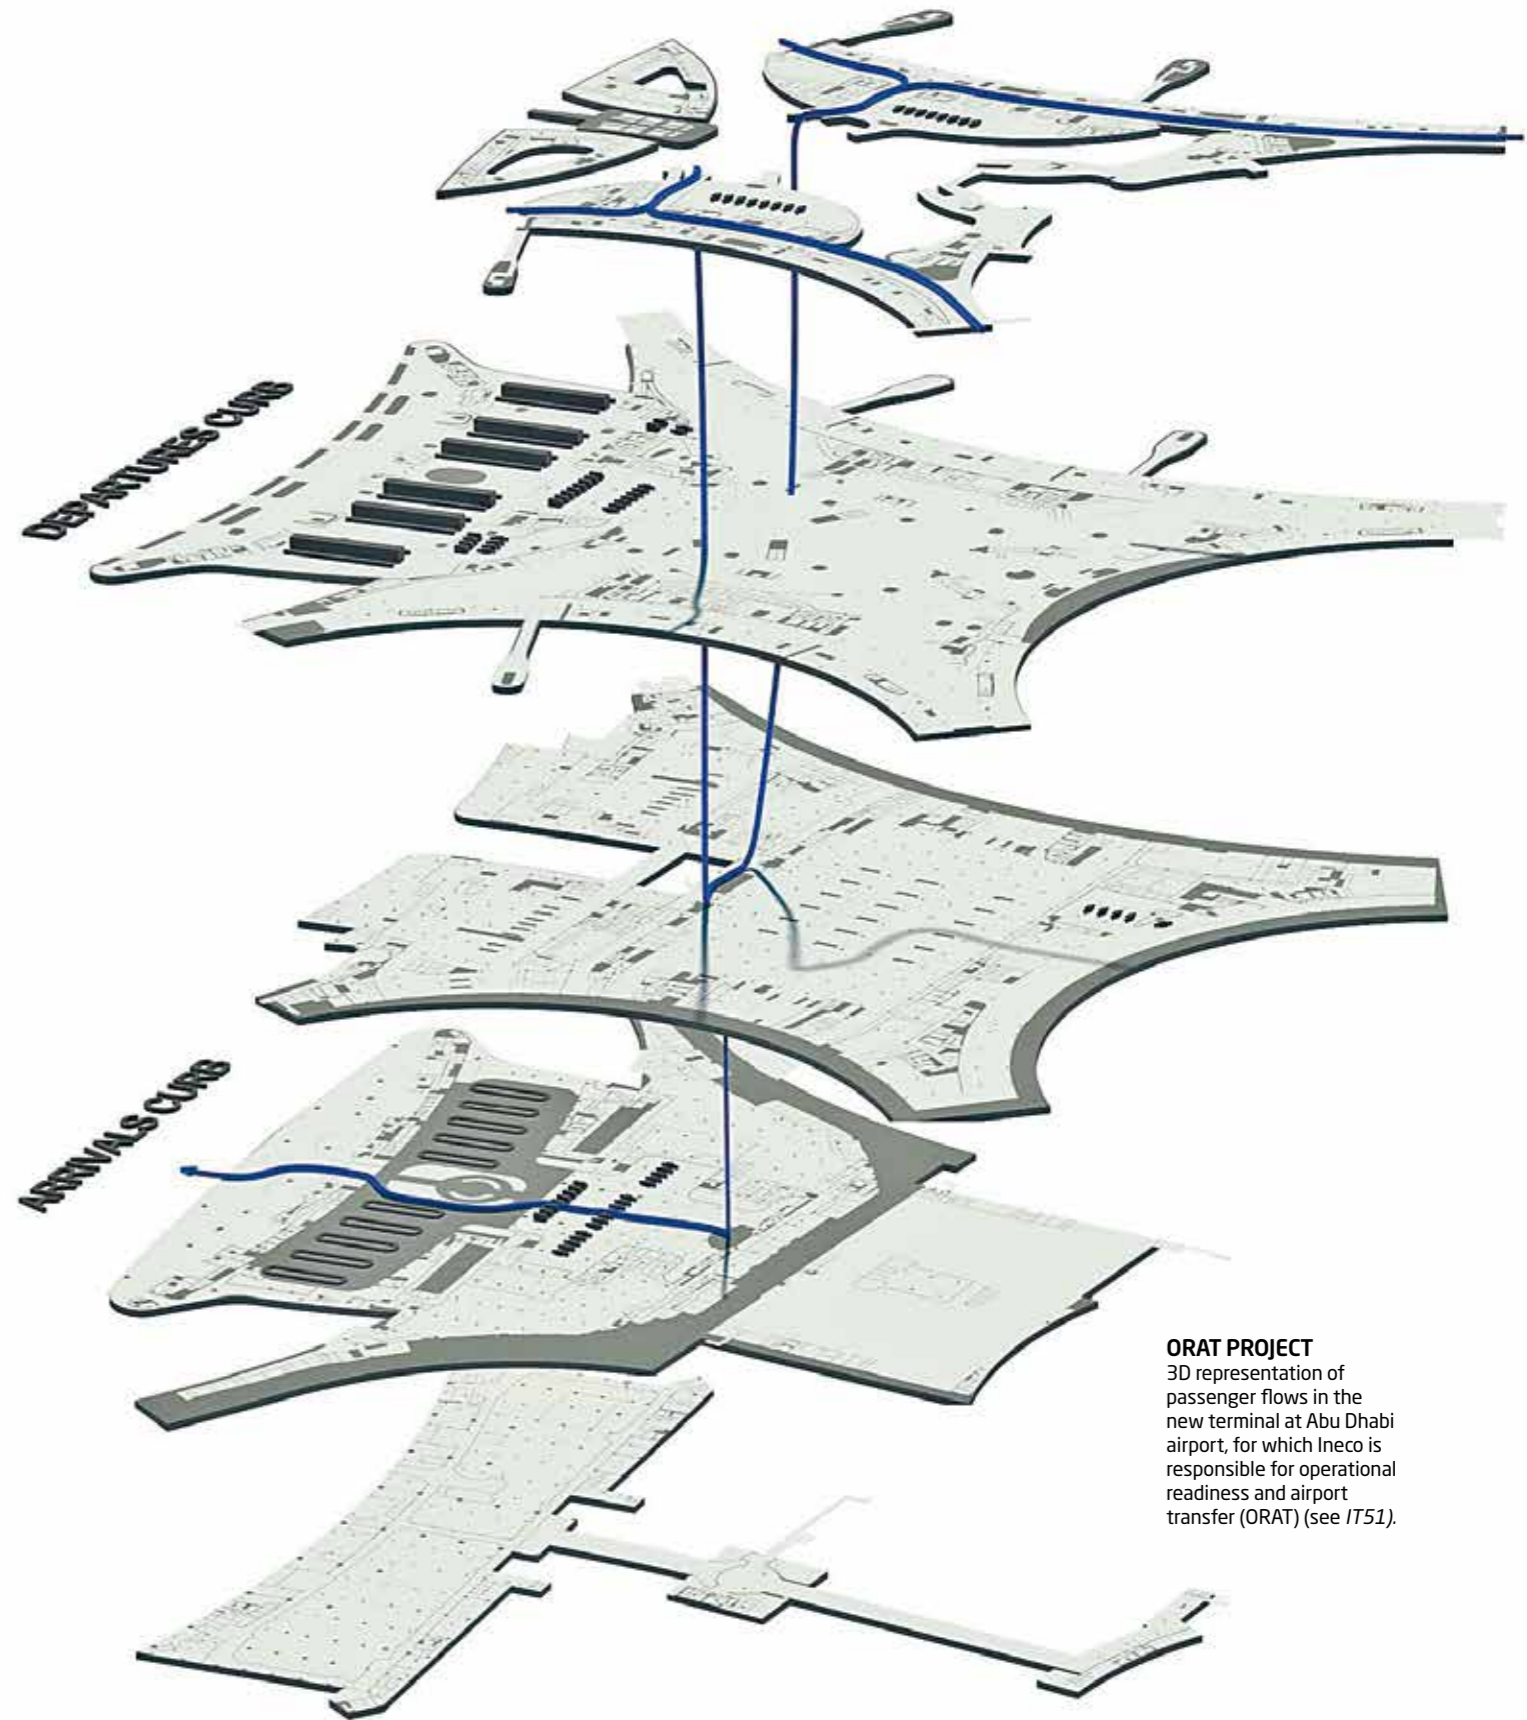 DEPARTURES CURB
ARRIVALS CURB
ORAT PROJECT
3D representation of
passenger flows in the
new terminal at Abu Dhabi
airport, for which Ineco is
responsible for operational
readiness and airport
transfer (ORAT) (see IT51).